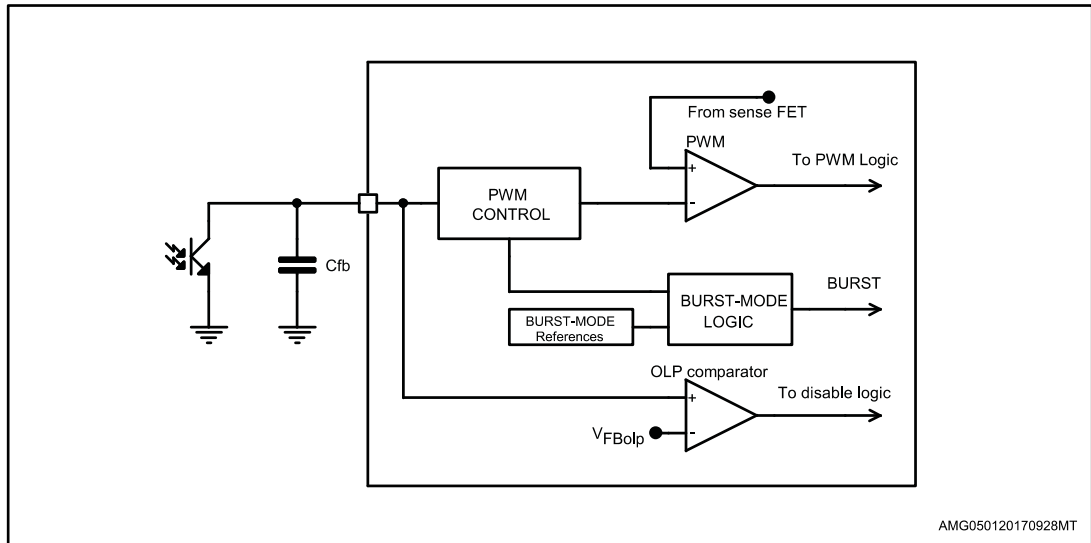 From sense FET
PWM
+
-
To PWM Logic
PWM
CONTROL
Cfb
BURST-MODE
LOGIC
BURST
BURST-MODE
References
OLP comparator
+
-
To disable logic
VFBolp
AMG050120170928MT